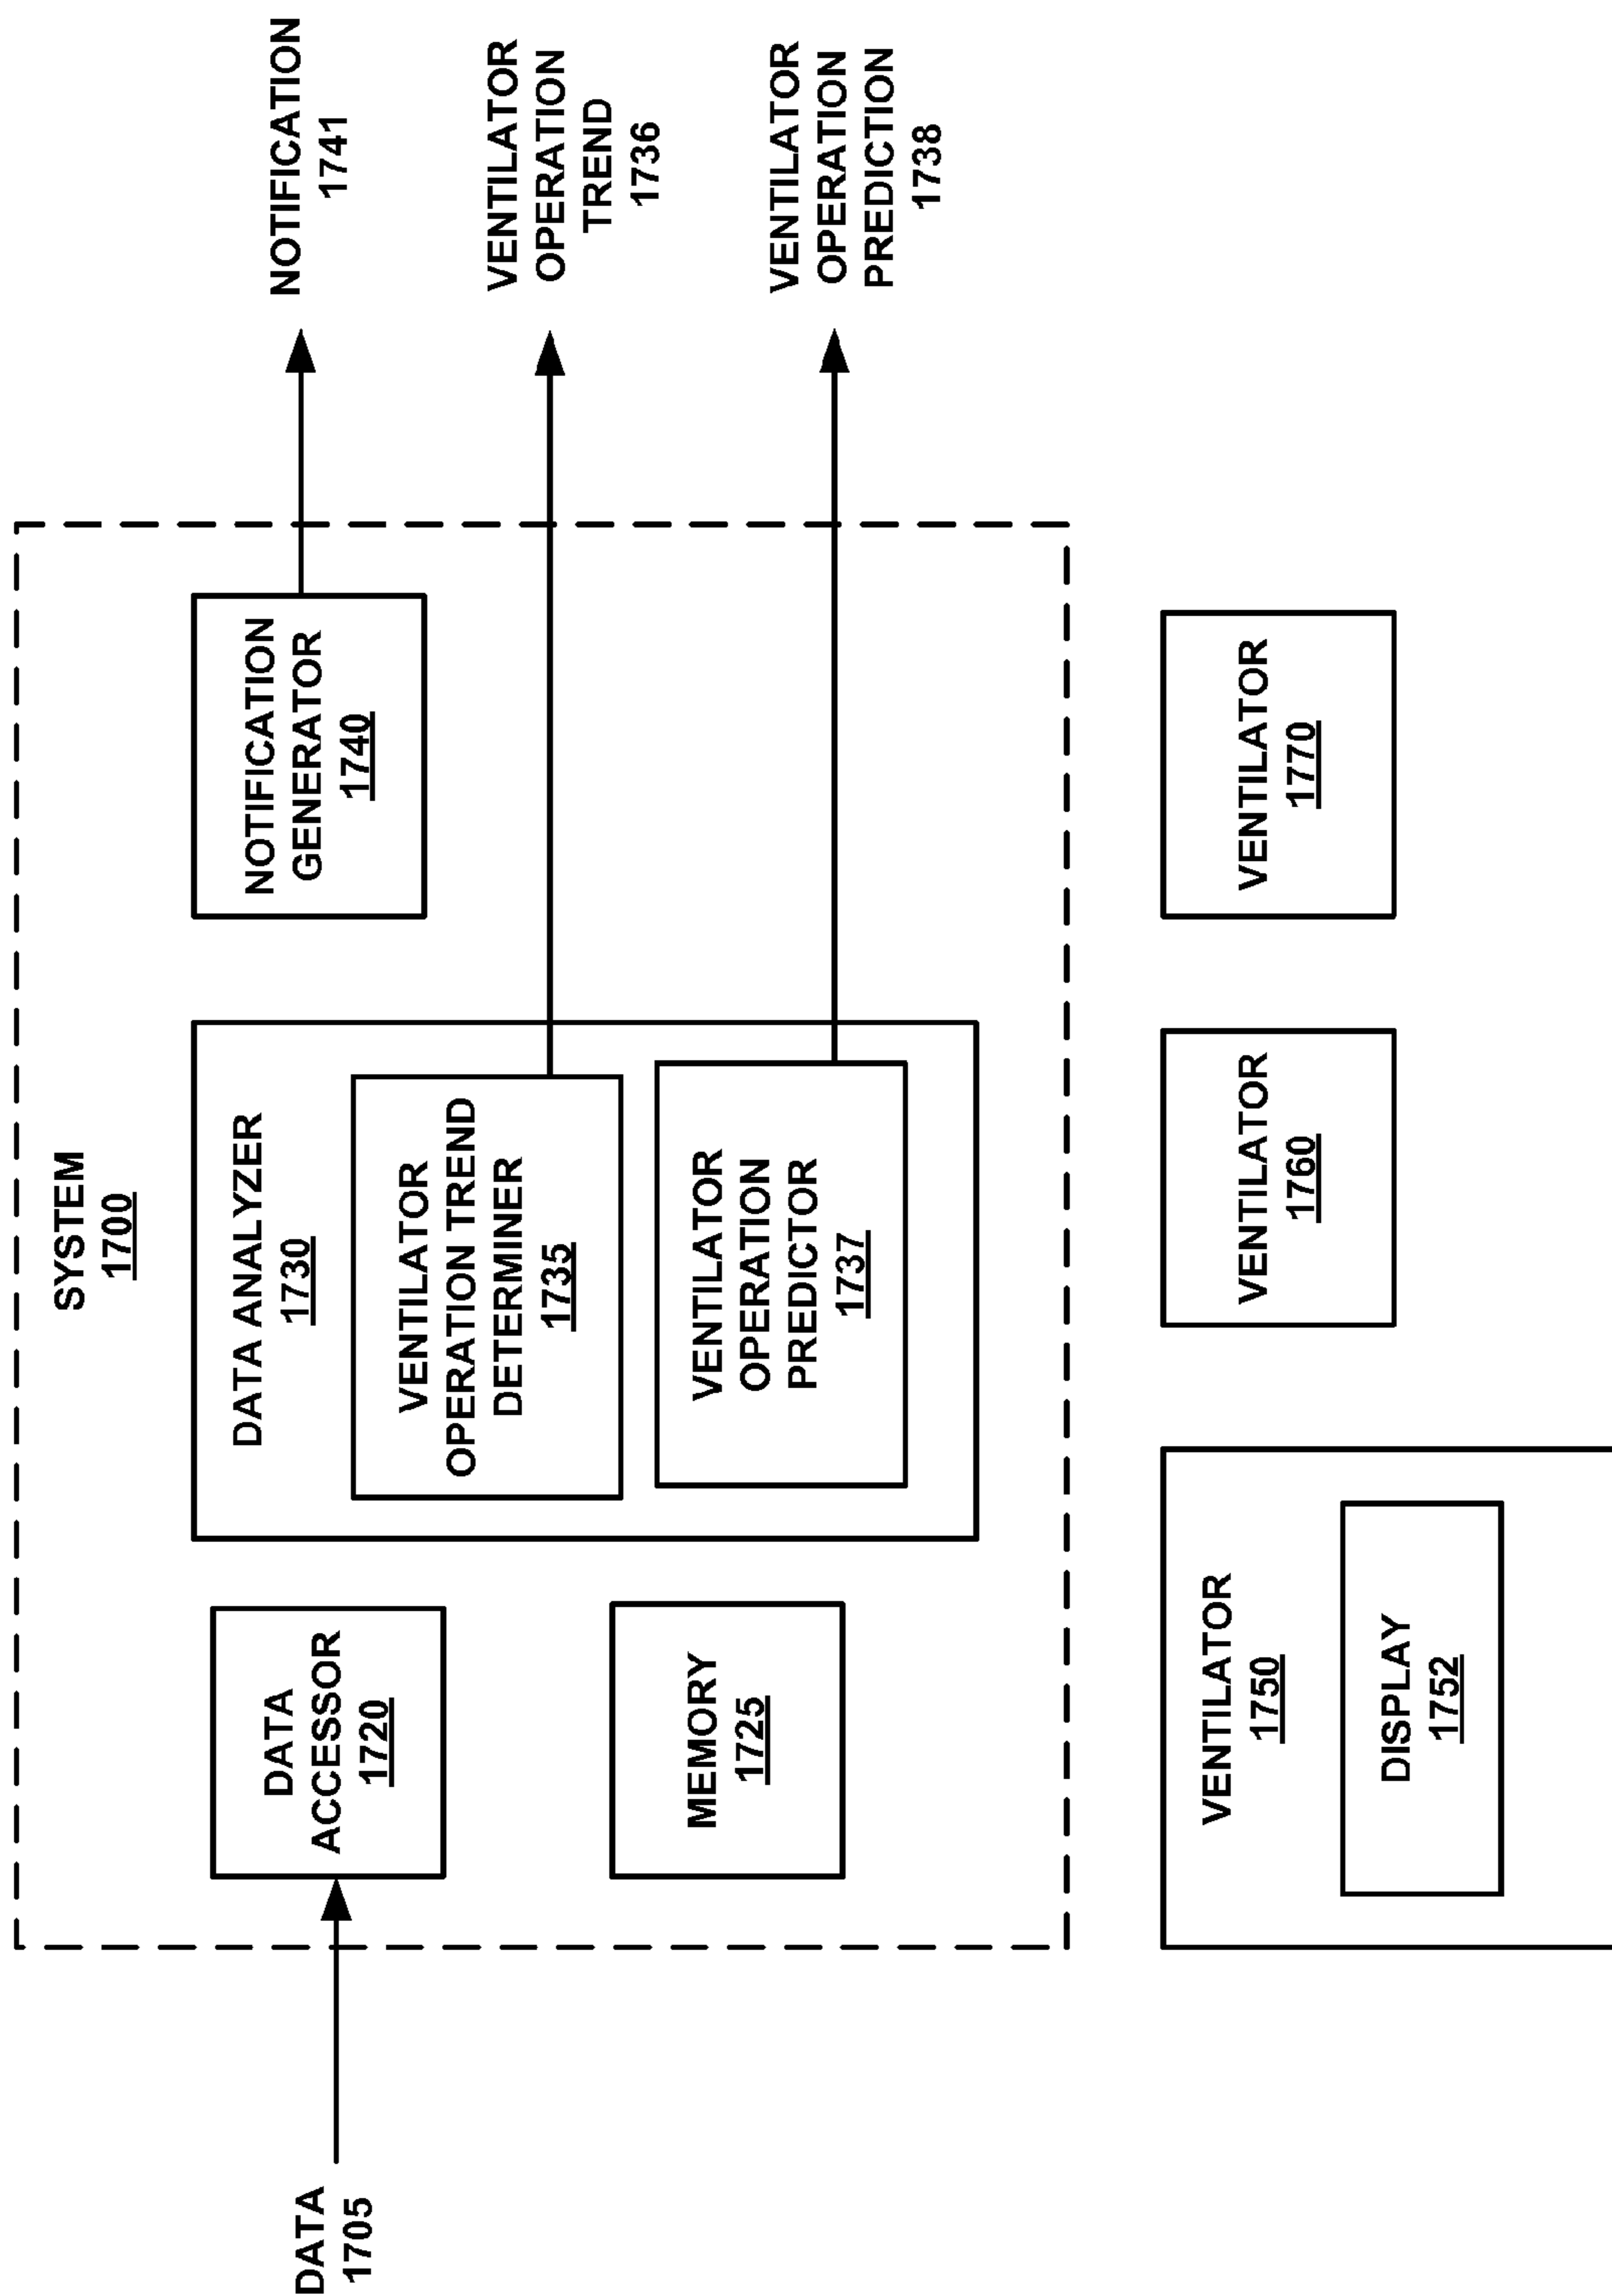 SYSTEM
1700
DATA
1705
DATA
ACCESSOR
1720
MEMORY
1725
DATA ANALYZER
1730
VENTILATOR
OPERATION TREND
DETERMINER
1735
VENTILATOR
OPERATION
PREDICTOR
1737
NOTIFICATION
GENERATOR
1740
NOTIFICATION
1741
VENTILATOR
OPERATION
TREND
1736
VENTILATOR
OPERATION
PREDICTION
1738
VENTILATOR
1750
DISPLAY
1752
VENTILATOR
1760
VENTILATOR
1770